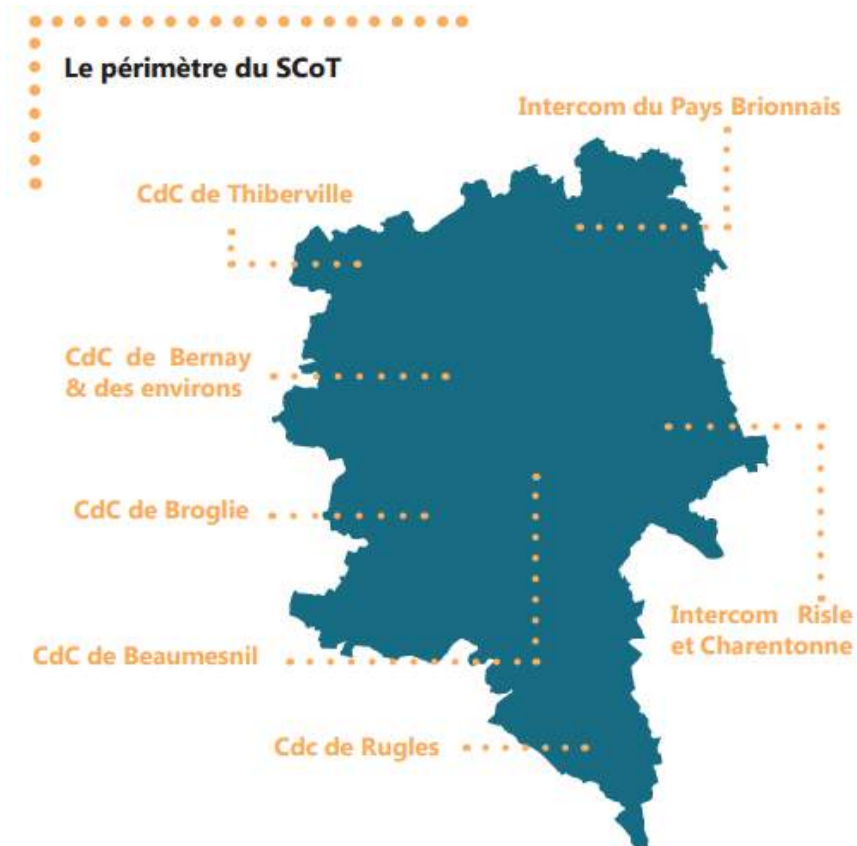 Le périmètre du SCoT
Intercom du Pays Brionnais
CdC de Thiberville
CdC de Bernay
& des environs
CdC de Broglie
Intercom Risle
et Charentonne
CdC de Beaumesnil
Cdc de Rugles